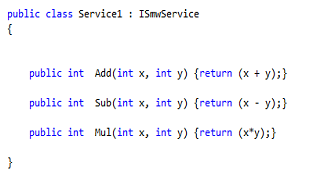 public class Service1 : ISmwService
{
public int  Add(int x, int y) {return (x + y);}
public int  Sub(int x, int y) {return (x - y);}
public int  Mul(int x, int y) {return (x*y);}
}